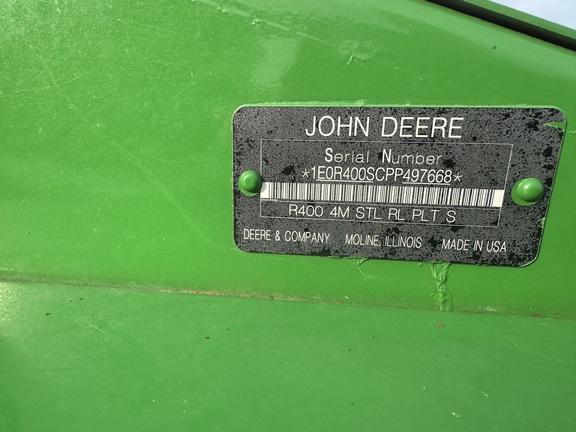 JOHN DEERE
Serial Number
*1E0R400SCPP497668*
R400 4M STL RL PLT S
DEERE & COMPANY MOLINE, ILLINOIS MADE IN USA